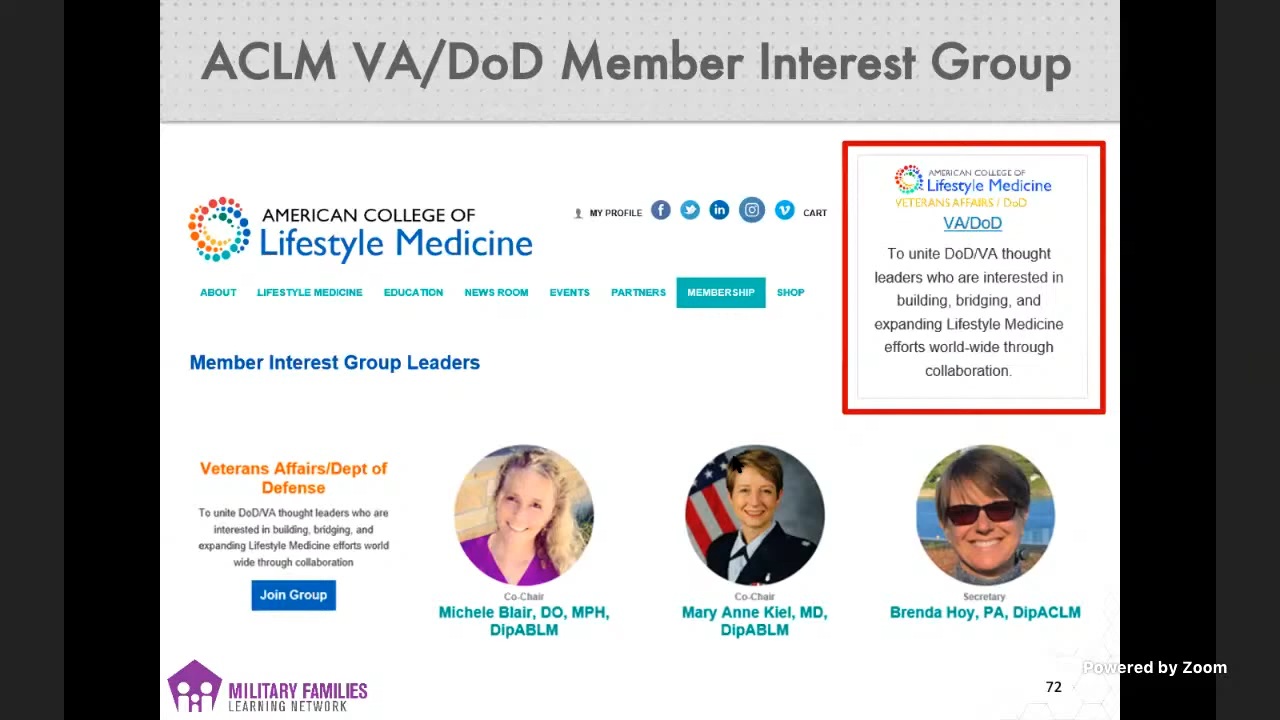 ACLM VA/DoD Member Interest Group
AMERICAN COLLEGE OF
Lifestyle Medicine
MY PROFILE
CART
ABOUT
LIFESTYLE MEDICINE
EDUCATION
NEWS ROOM
EVENTS
PARTNERS
MEMBERSHIP
SHOP
AMERICAN COLLEGE OF
Lifestyle Medicine
VETERANS AFFAIRS / DoD
VA/DoD
To unite DoD/VA thought
leaders who are interested in
building, bridging, and
expanding Lifestyle Medicine
efforts world-wide through
collaboration.
Member Interest Group Leaders
Veterans Affairs/Dept of
Defense
To unite DoD/VA thought leaders who are
interested in building, bridging, and
expanding Lifestyle Medicine efforts world
wide through collaboration
Join Group
Co-Chair
Michele Blair, DO, MPH,
DipABLM
Co-Chair
Mary Anne Kiel, MD,
DipABLM
Secretary
Brenda Hoy, PA, DipACLM
MILITARY FAMILIES
LEARNING NETWORK
72
Powered by Zoom